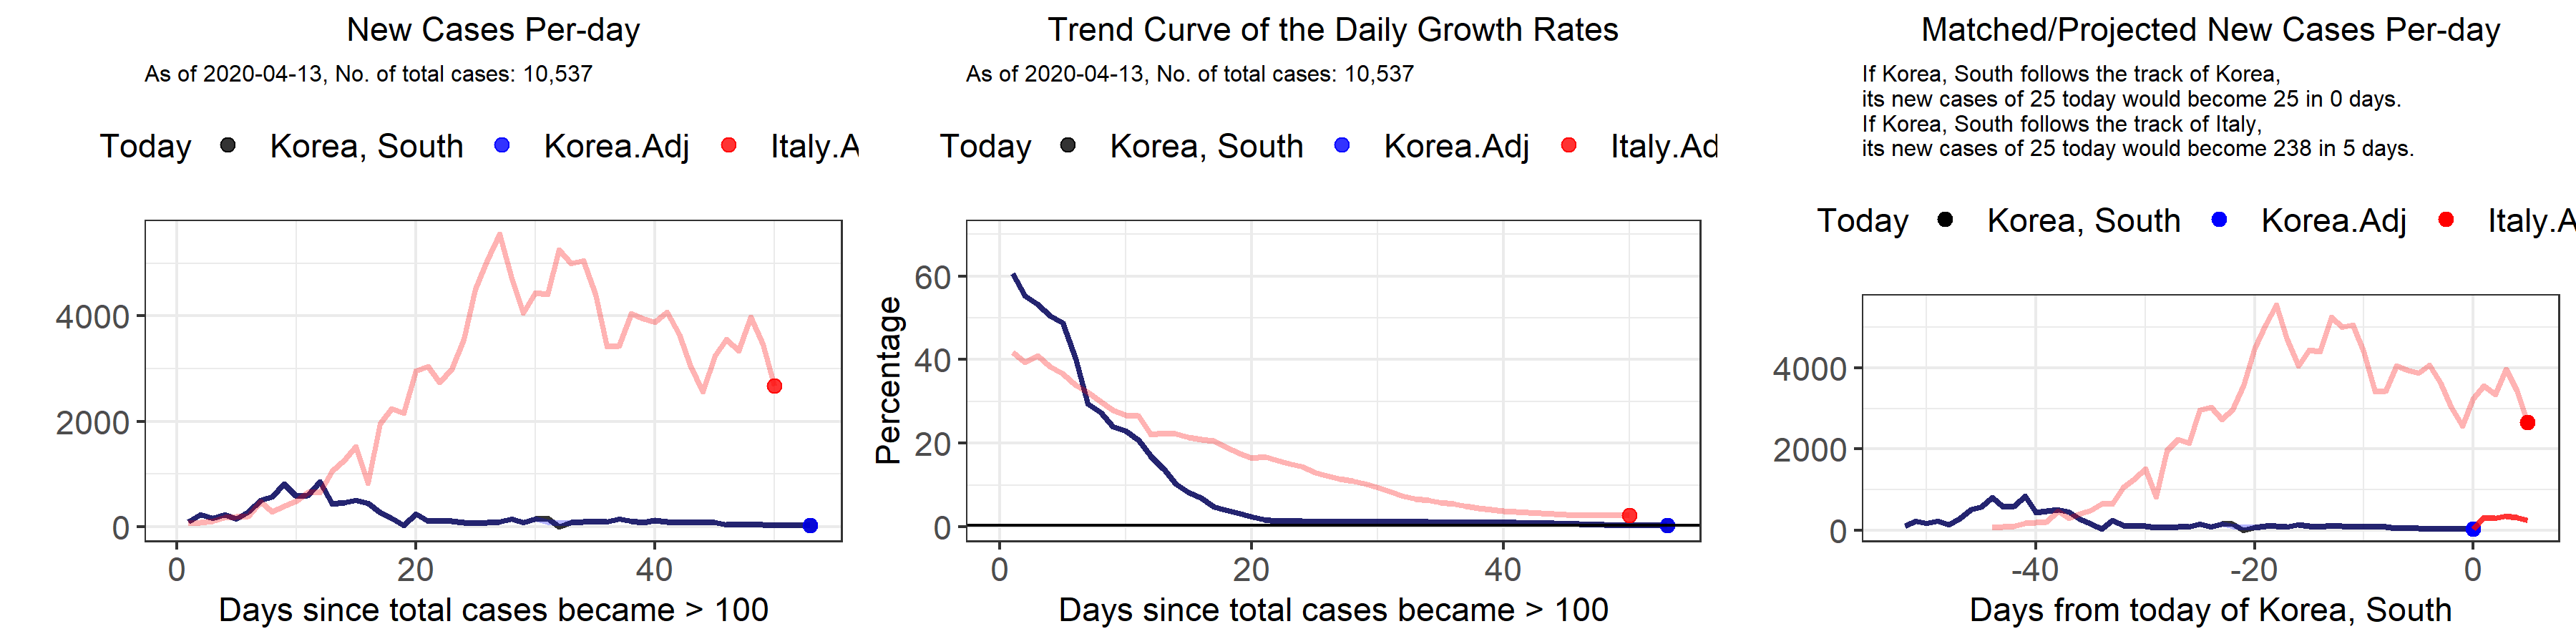 New Cases Per-day
As of 2020-04-13, No. of total cases: 10,537
Today Korea, South Korea.Adj Italy.A
4000
2000
0
0 20 40
Days since total cases became > 100
Trend Curve of the Daily Growth Rates
As of 2020-04-13, No. of total cases: 10,537
Today Korea, South Korea.Adj Italy.Ad
Percentage
60
40
20
0
0 20 40
Days since total cases became > 100
Matched/Projected New Cases Per-day
If Korea, South follows the track of Korea,
its new cases of 25 today would become 25 in 0 days.
If Korea, South follows the track of Italy,
its new cases of 25 today would become 238 in 5 days.
Today Korea, South Korea.Adj Italy.A
4000
2000
0
-40 -20 0
Days from today of Korea, South